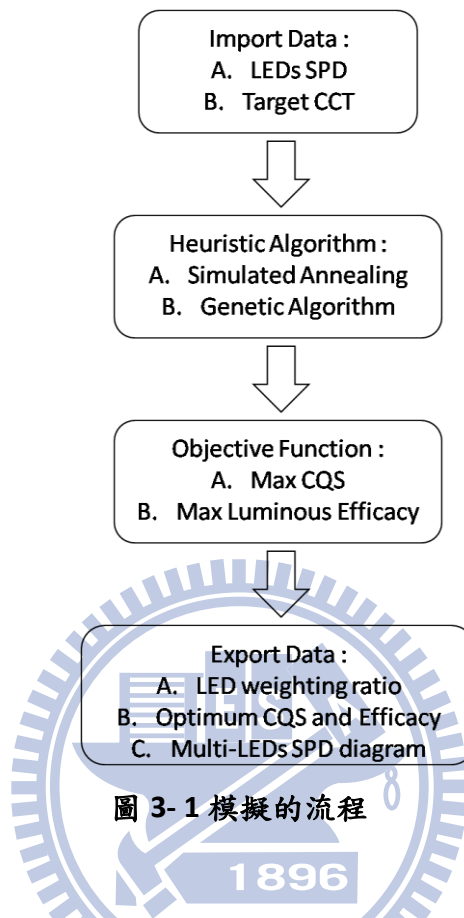 Import Data :
A. LEDs SPD
B. Target CCT
Heuristic Algorithm :
A. Simulated Annealing
B. Genetic Algorithm
Objective Function :
A. Max CQS
B. Max Luminous Efficacy
Export Data :
A. LED weighting ratio
B. Optimum CQS and Efficacy
C. Multi-LEDs SPD diagram
圖 3- 1 模擬的流程
1896